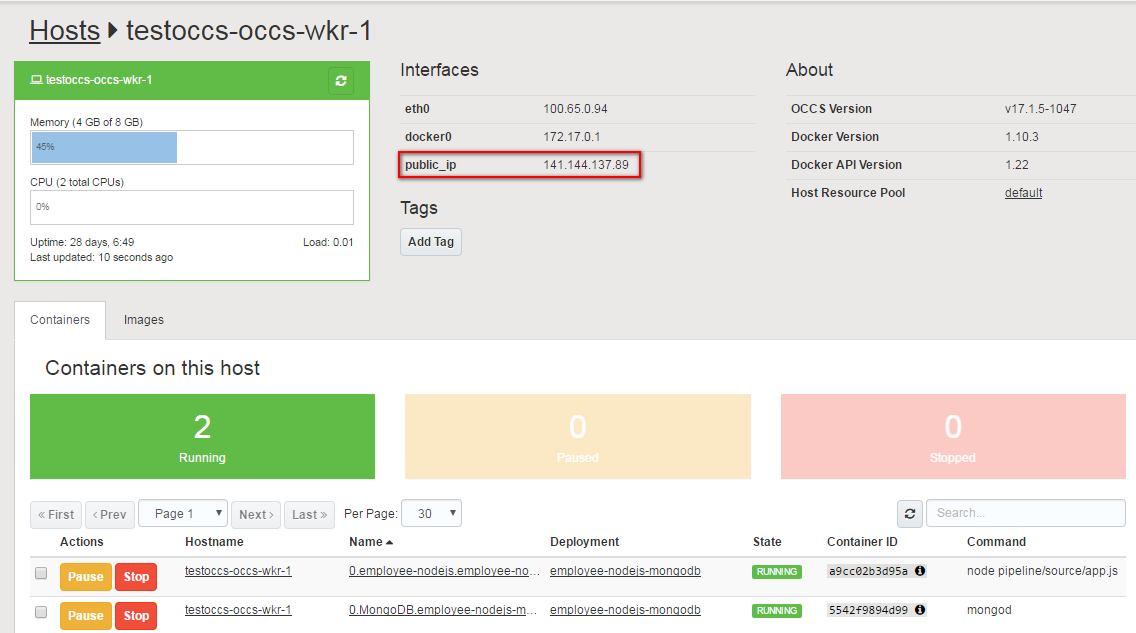 Hosts testoccs-occs-wkr-1
testoccs-occs-wkr-1
Memory (4 GB of 8 GB)
45%
CPU (2 total CPUs)
0%
Uptime: 28 days, 6:49 Load: 0.01
Last updated: 10 seconds ago
Interfaces
eth0 100.65.0.94
docker0 172.17.0.1
public_ip 141.144.137.89
Tags
Add Tag
About
OCCS Version v17.1.5-1047
Docker Version 1.10.3
Docker API Version 1.22
Host Resource Pool default
Containers Images
Containers on this host
2
Running
0
Paused
0
Stopped
« First ‹ Prev Page 1 Next › Last » Per Page: 30 Search...
Actions Hostname Name Deployment State Container ID Command
Pause Stop testoccs-occs-wkr-1 0.employee-nodejs.employee-no... employee-nodejs-mongodb RUNNING a9cc02b3d95a node pipeline/source/app.js
Pause Stop testoccs-occs-wkr-1 0.MongoDB.employee-nodejs-m... employee-nodejs-mongodb RUNNING 5542f9894d99 mongod